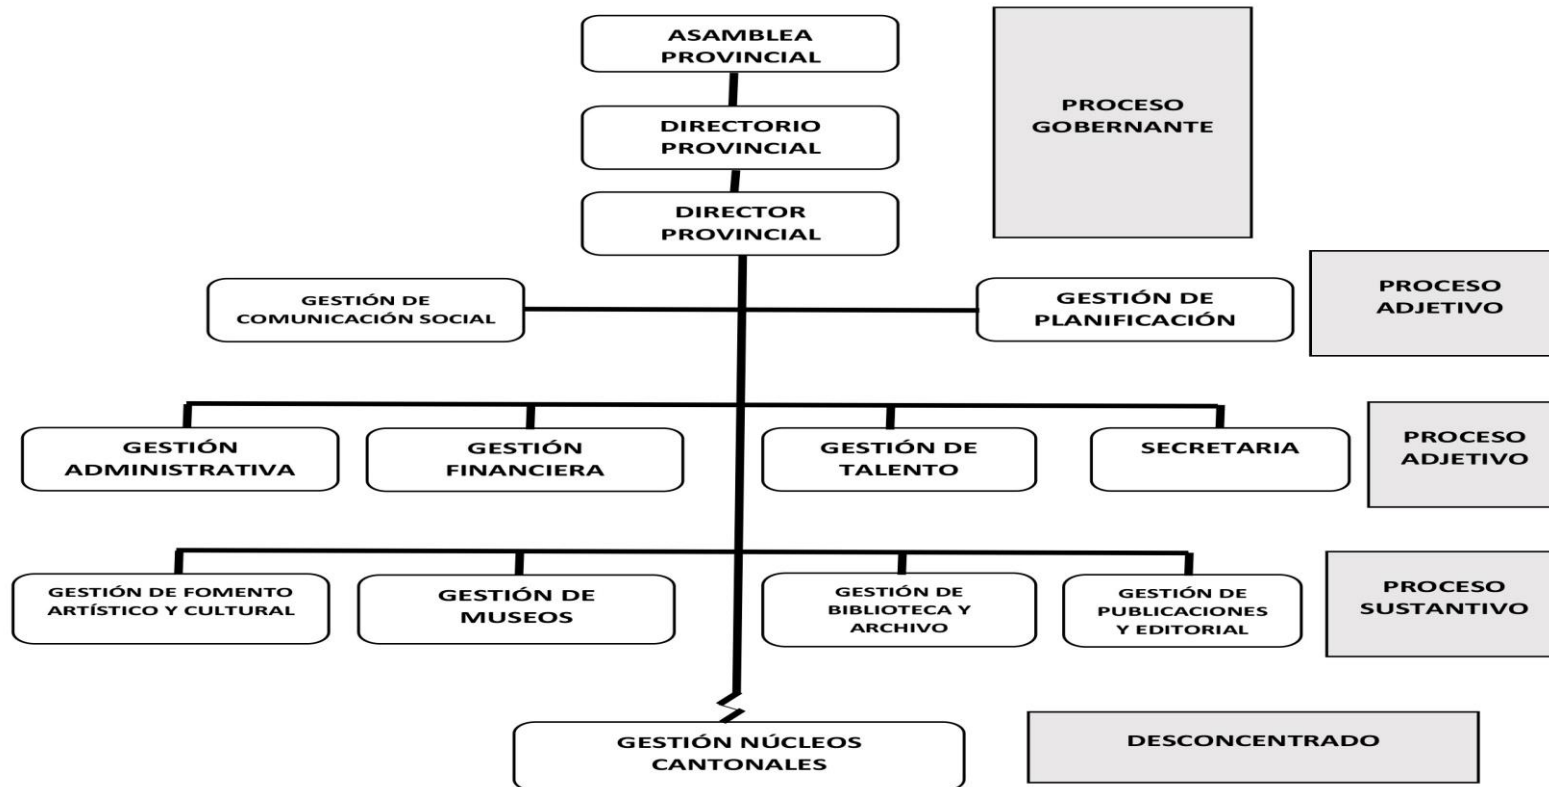 ASAMBLEA
PROVINCIAL
PROCESO
GOBERNANTE
DIRECTORIO
PROVINCIAL
DIRECTOR
PROVINCIAL
GESTIÓN DE
COMUNICACIÓN SOCIAL
GESTIÓN DE
PLANIFICACIÓN
PROCESO
ADJETIVO
GESTIÓN
ADMINISTRATIVA
GESTIÓN
FINANCIERA
GESTIÓN DE
TALENTO
SECRETARIA
PROCESO
ADJETIVO
GESTIÓN DE FOMENTO
ARTÍSTICO Y CULTURAL
GESTIÓN DE
MUSEOS
GESTIÓN DE
BIBLIOTECA Y
ARCHIVO
GESTIÓN DE
PUBLICACIONES
Y EDITORIAL
PROCESO
SUSTANTIVO
GESTIÓN NÚCLEOS
CANTONALES
DESCONCENTRADO